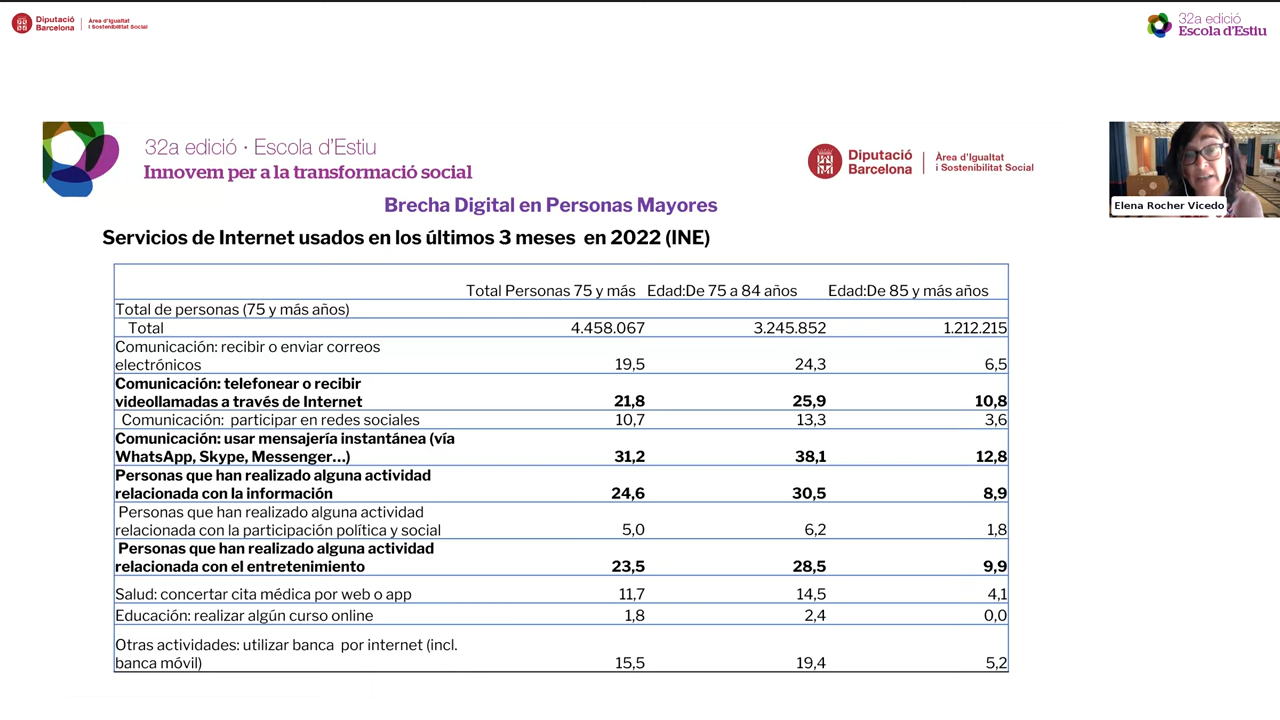 Diputació
Barcelona
Àrea d'Igualtat
i Sostenibilitat Social
32a edició
Escola d'Estiu
32a edició · Escola d'Estiu
Innovem per a la transformació social
Diputació
Barcelona
Àrea d'Igualtat
i Sostenibilitat Social
Elena Rocher Vicedo
Brecha Digital en Personas Mayores
Servicios de Internet usados en los últimos 3 meses en 2022 (INE)
Total Personas 75 y más Edad:De 75 a 84 años Edad:De 85 y más años
Total de personas (75 y más años)
Total 4.458.067 3.245.852 1.212.215
Comunicación: recibir o enviar correos
electrónicos 19,5 24,3 6,5
Comunicación: telefonear o recibir
videollamadas a través de Internet 21,8 25,9 10,8
Comunicación: participar en redes sociales 10,7 13,3 3,6
Comunicación: usar mensajería instantánea (vía
WhatsApp, Skype, Messenger...) 31,2 38,1 12,8
Personas que han realizado alguna actividad
relacionada con la información 24,6 30,5 8,9
Personas que han realizado alguna actividad
relacionada con la participación política y social 5,0 6,2 1,8
Personas que han realizado alguna actividad
relacionada con el entretenimiento 23,5 28,5 9,9
Salud: concertar cita médica por web o app 11,7 14,5 4,1
Educación: realizar algún curso online 1,8 2,4 0,0
Otras actividades: utilizar banca por internet (incl.
banca móvil) 15,5 19,4 5,2